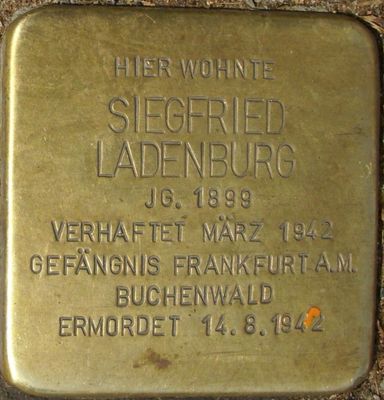 HIER WOHNTE
SIEGFRIED
LADENBURG
JG. 1899
VERHAFTET MÄRZ 1942
GEFÄNGNIS FRANKFURT A.M.
BUCHENWALD
ERMORDET 14.8.1942